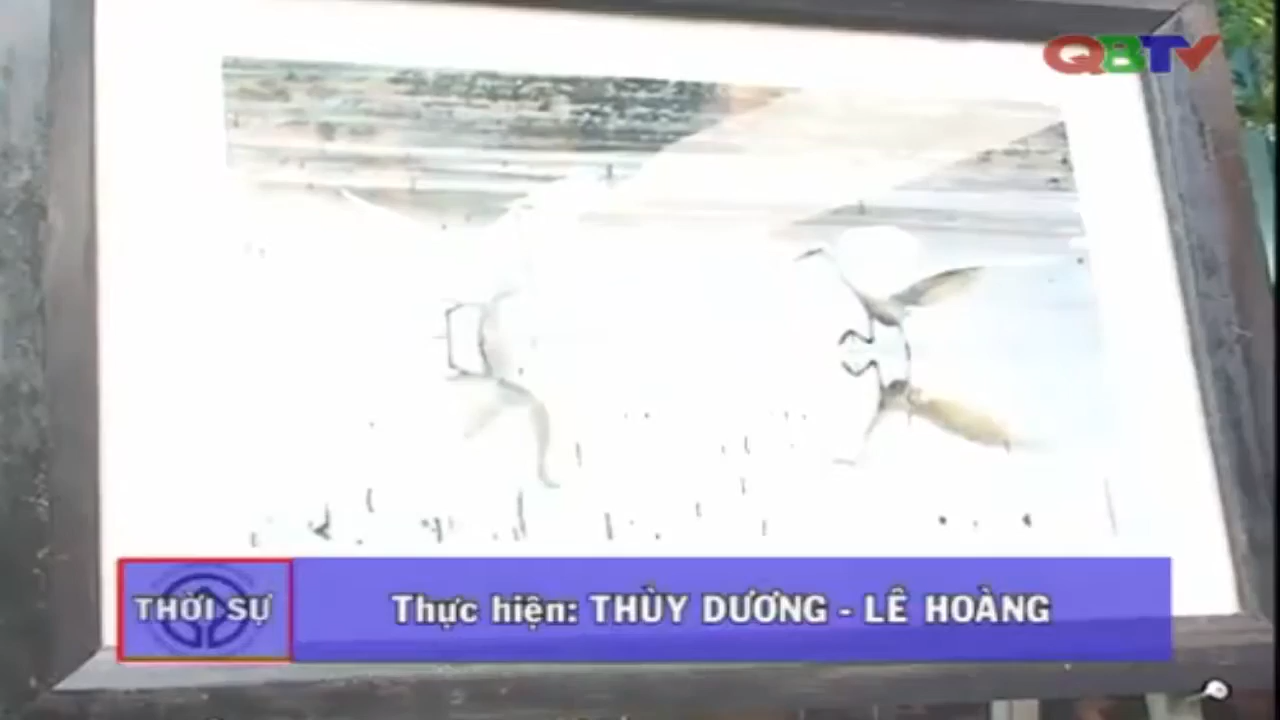 QBTV
THỜI SỰ
Thực hiện: THÙY DƯƠNG - LÊ HOÀNG